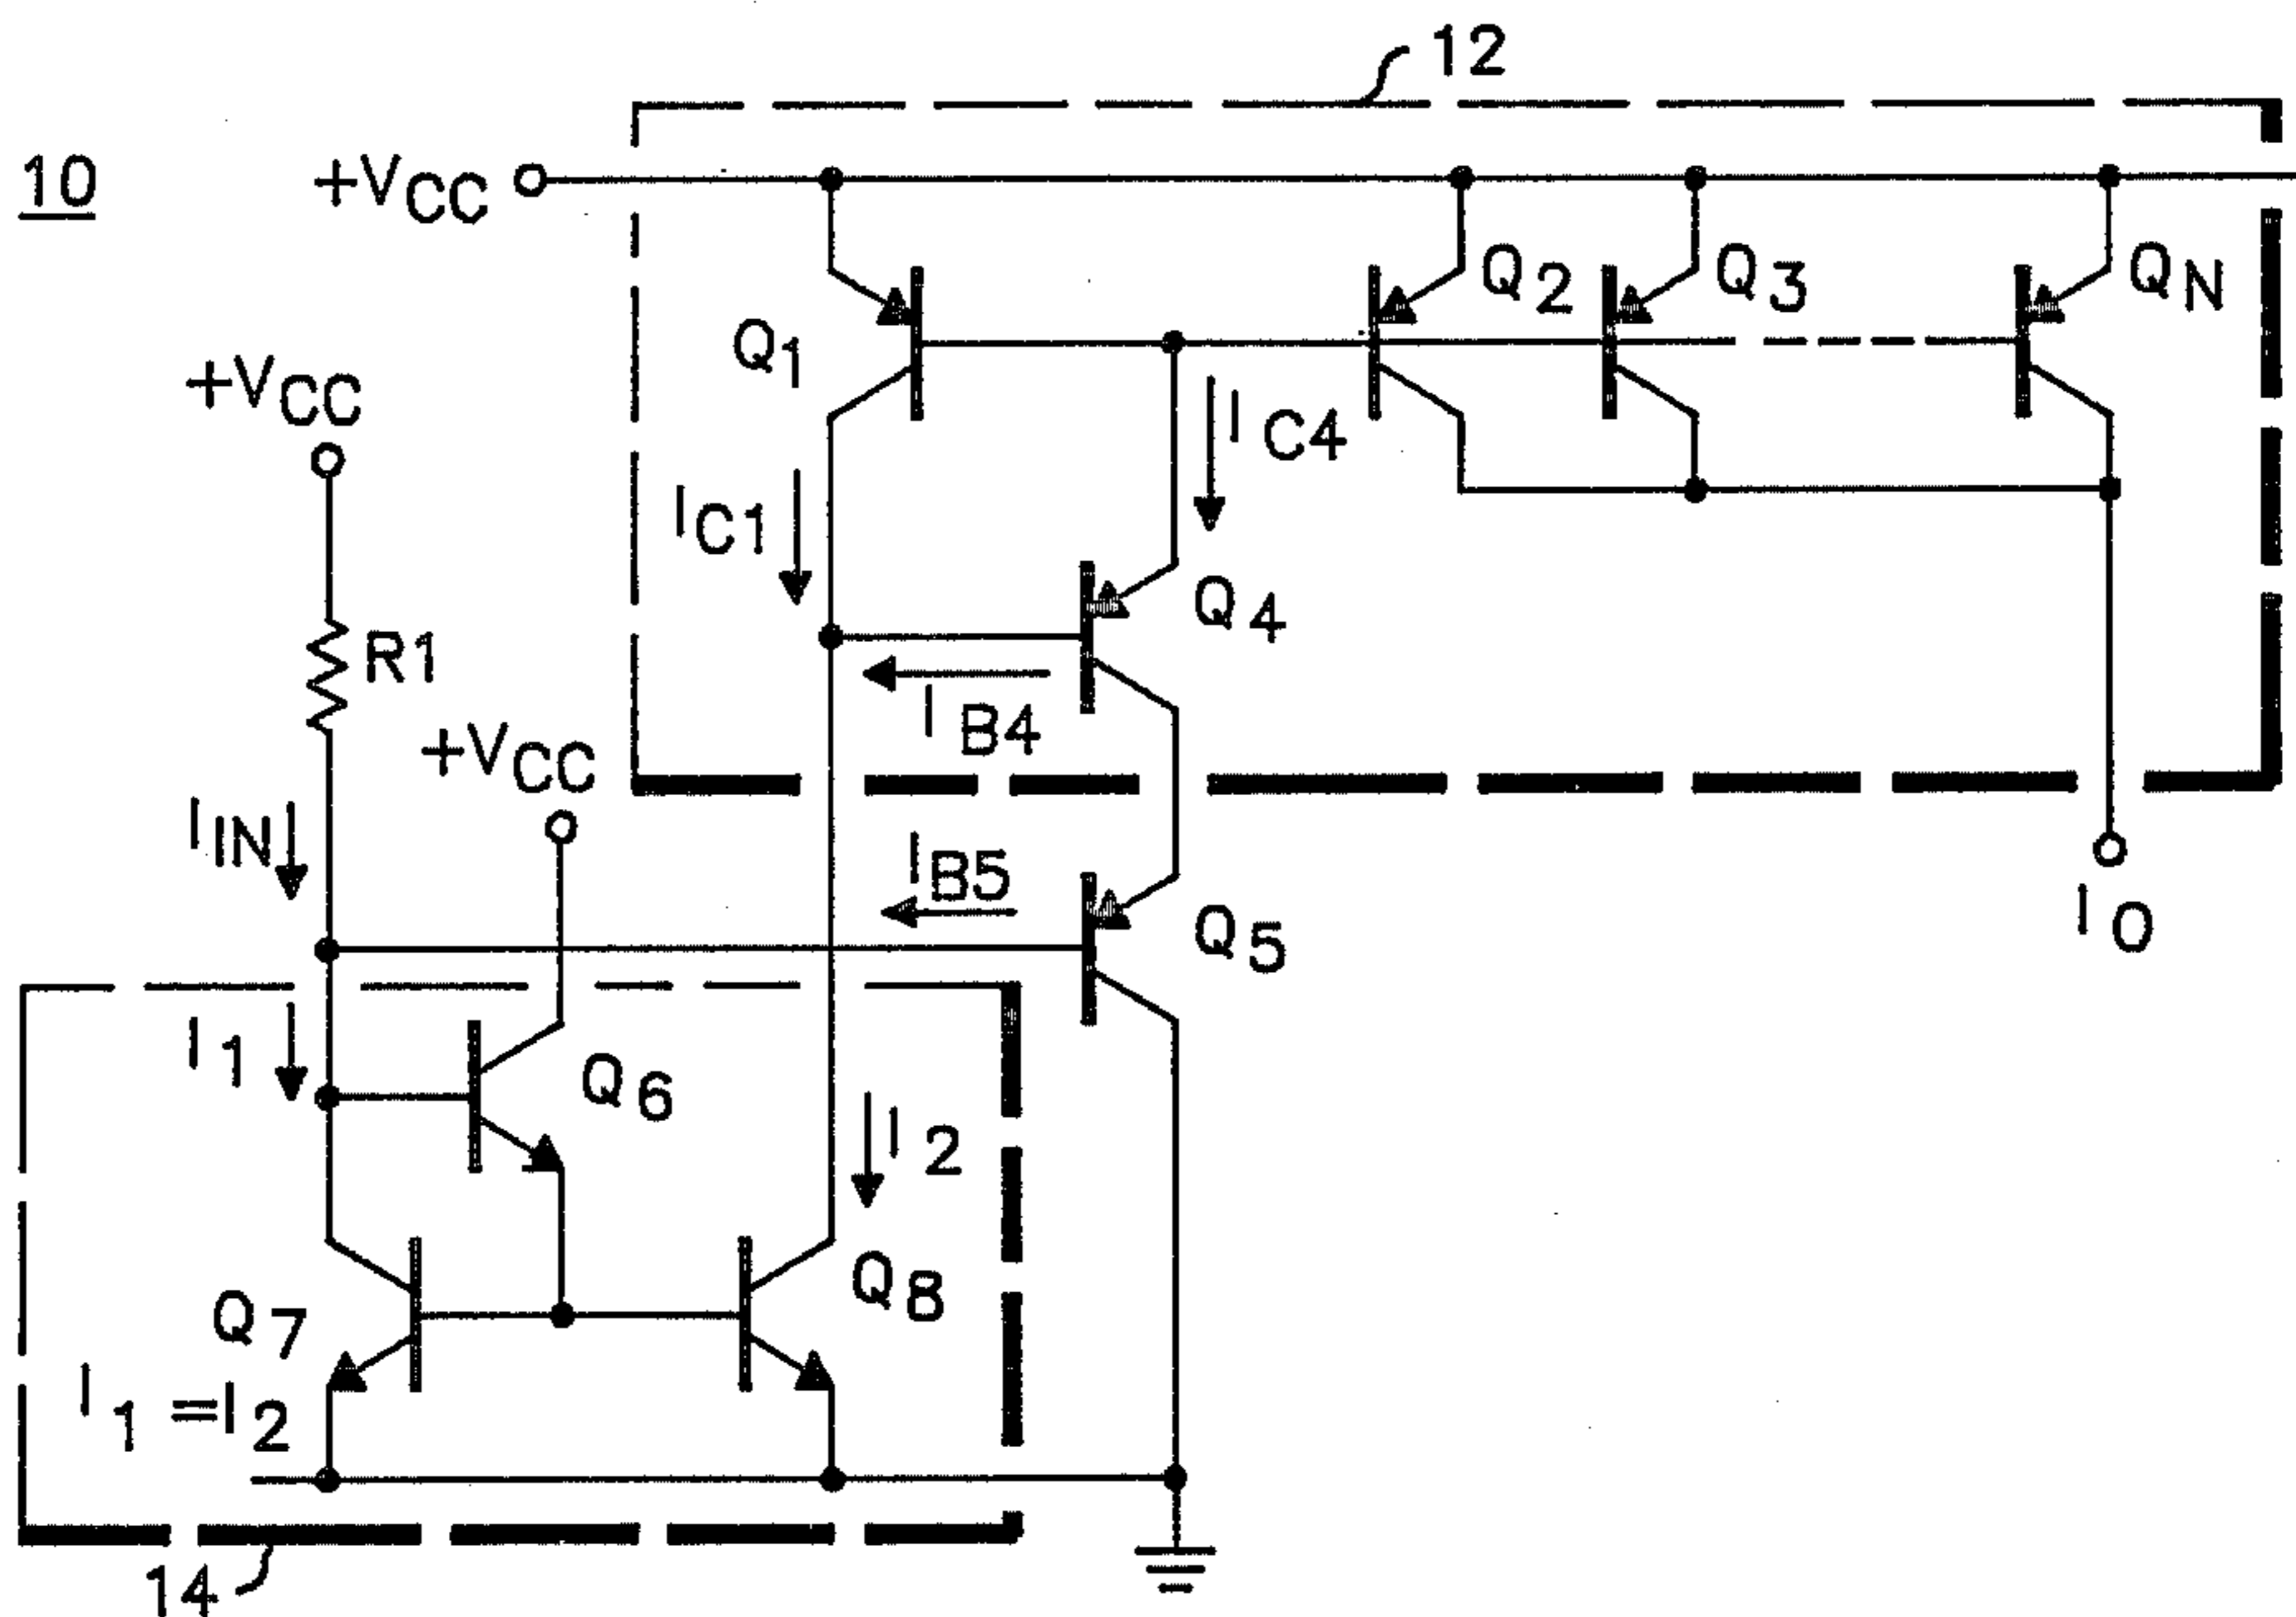 12
10
+VCC
Q2
Q3
QN
Q1
+VCC
IC4
IC1
Q4
R1
IB4
+VCC
IIN
IB5
Q5
IO
I1
Q6
I2
Q8
Q7
I1=I2
14